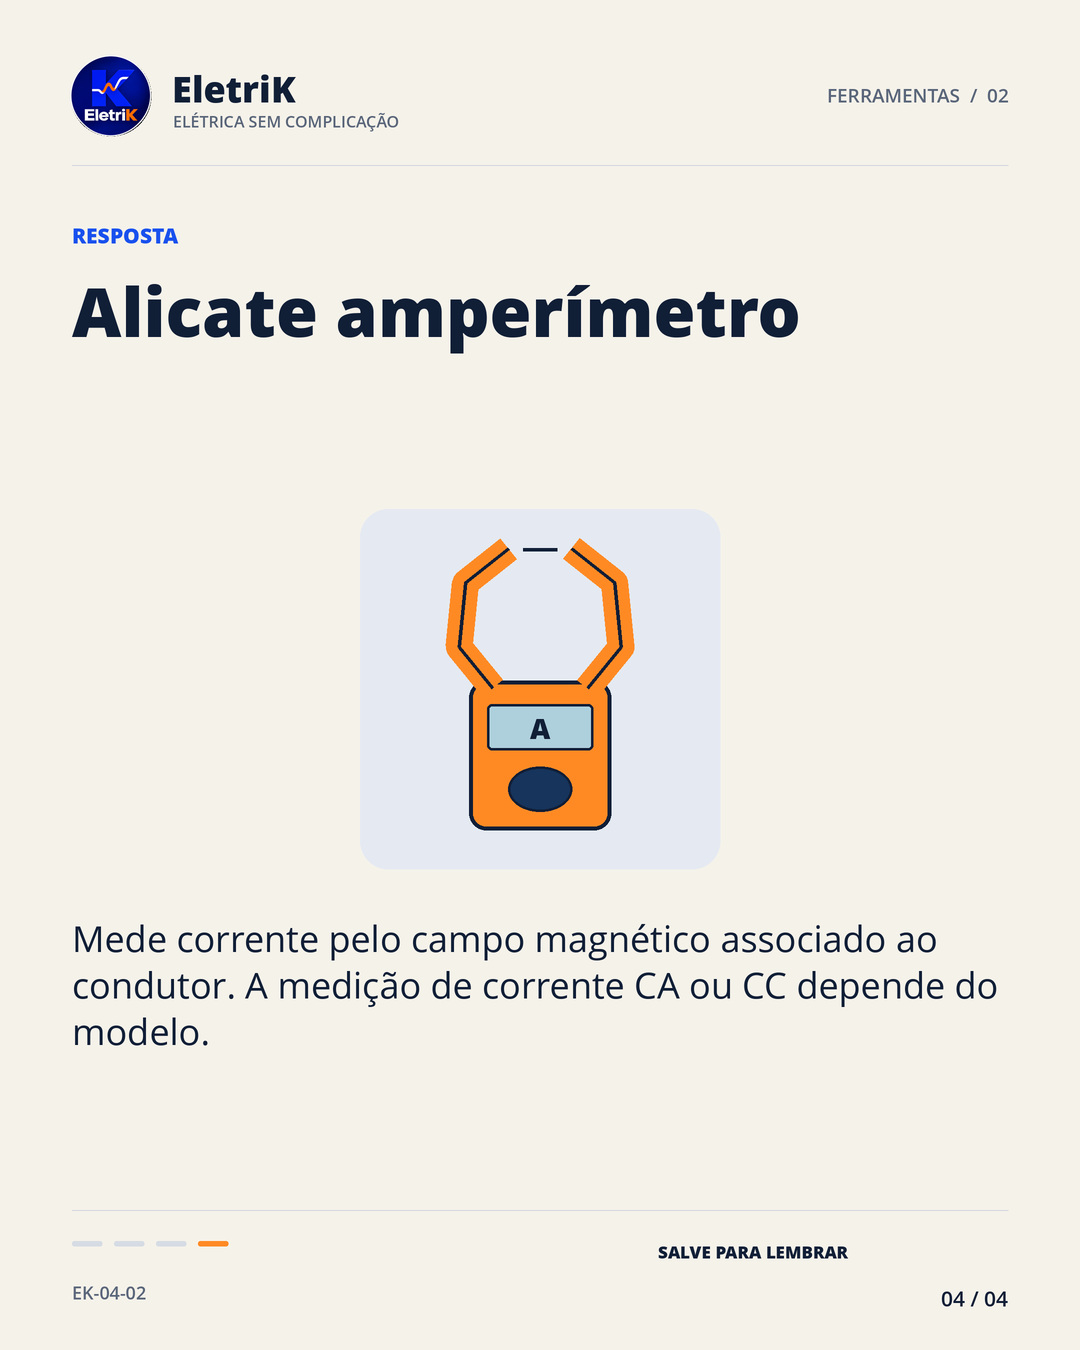 EletriK
EletriK
ELÉTRICA SEM COMPLICAÇÃO
FERRAMENTAS / 02
RESPOSTA
Alicate amperímetro
A
Mede corrente pelo campo magnético associado ao
condutor. A medição de corrente CA ou CC depende do
modelo.
SALVE PARA LEMBRAR
EK-04-02
04 / 04